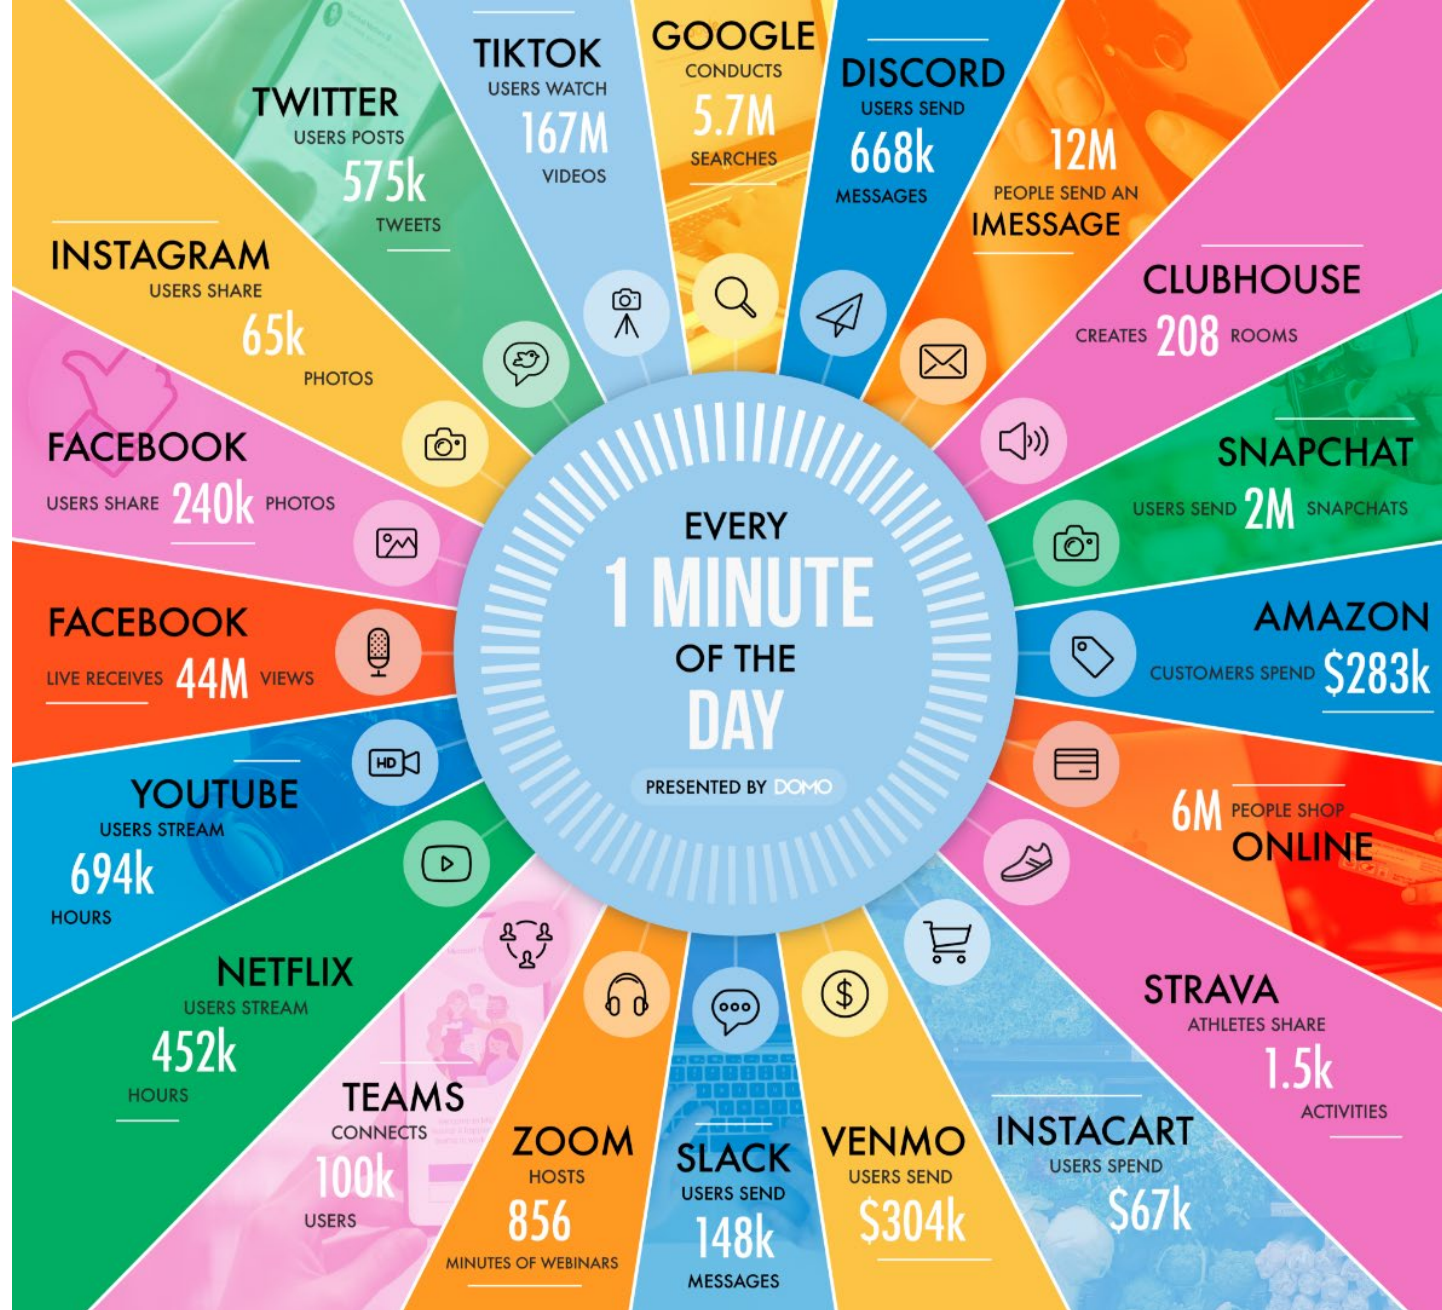 TWITTER
USERS POSTS
575k
TWEETS
TIKTOK
USERS WATCH
167M
VIDEOS
GOOGLE
CONDUCTS
5.7M
SEARCHES
DISCORD
USERS SEND
668k
MESSAGES
12M
PEOPLE SEND AN
IMESSAGE
CLUBHOUSE
CREATES 208 ROOMS
SNAPCHAT
USERS SEND 2M SNAPCHATS
AMAZON
CUSTOMERS SPEND $283k
6M PEOPLE SHOP
ONLINE
STRAVA
ATHLETES SHARE
1.5k
ACTIVITIES
INSTACART
USERS SPEND
$67k
VENMO
USERS SEND
$304k
SLACK
USERS SEND
148k
MESSAGES
ZOOM
HOSTS
856
MINUTES OF WEBINARS
TEAMS
CONNECTS
100k
USERS
NETFLIX
USERS STREAM
452k
HOURS
YOUTUBE
USERS STREAM
694k
HOURS
FACEBOOK
LIVE RECEIVES 44M VIEWS
FACEBOOK
USERS SHARE 240k PHOTOS
INSTAGRAM
USERS SHARE
65k
PHOTOS
HD
EVERY
1 MINUTE
OF THE
DAY
PRESENTED BY DOMO